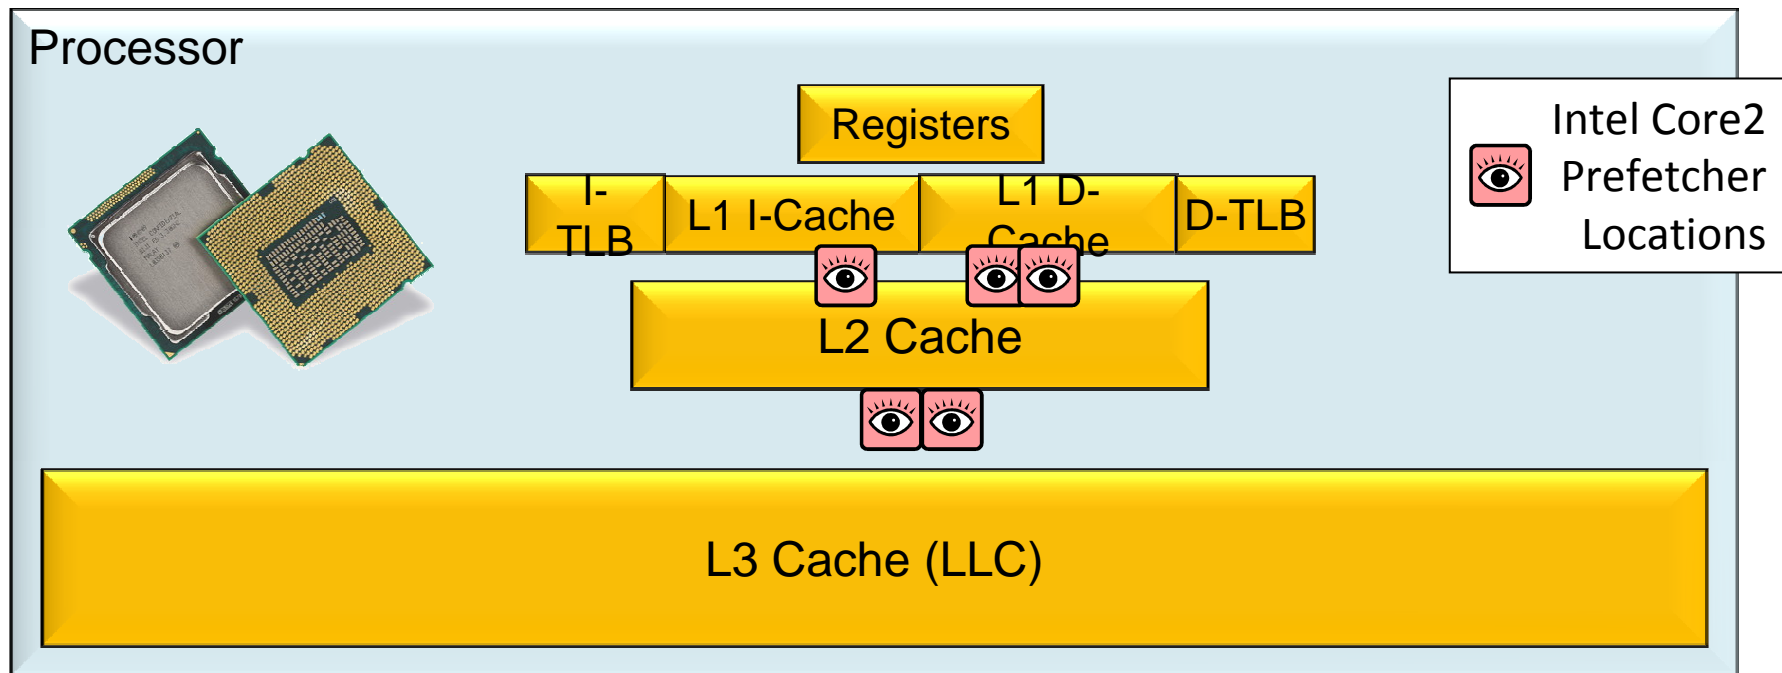 Processor
Registers
Intel Core2
Prefetcher
Locations
I-
TLB
L1 I-Cache
L1 D-
Cache
D-TLB
L2 Cache
L3 Cache (LLC)